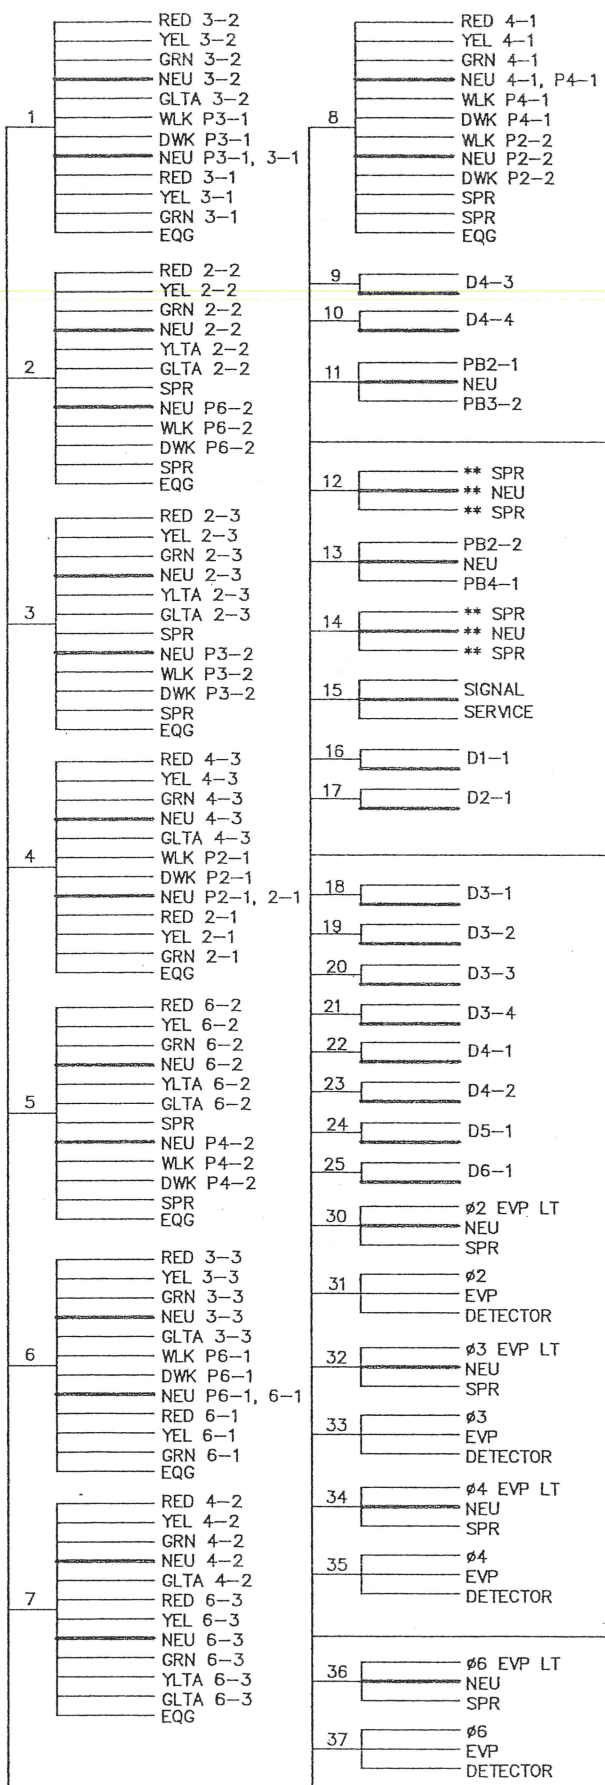 1
RED 3-2
YEL 3-2
GRN 3-2
NEU 3-2
GLTA 3-2
WLK P3-1
DWK P3-1
NEU P3-1, 3-1
RED 3-1
YEL 3-1
GRN 3-1
EQG
2
RED 2-2
YEL 2-2
GRN 2-2
NEU 2-2
YLTA 2-2
GLTA 2-2
SPR
NEU P6-2
WLK P6-2
DWK P6-2
SPR
EQG
3
RED 2-3
YEL 2-3
GRN 2-3
NEU 2-3
YLTA 2-3
GLTA 2-3
SPR
NEU P3-2
WLK P3-2
DWK P3-2
SPR
EQG
4
RED 4-3
YEL 4-3
GRN 4-3
NEU 4-3
GLTA 4-3
WLK P2-1
DWK P2-1
NEU P2-1, 2-1
RED 2-1
YEL 2-1
GRN 2-1
EQG
5
RED 6-2
YEL 6-2
GRN 6-2
NEU 6-2
YLTA 6-2
GLTA 6-2
SPR
NEU P4-2
WLK P4-2
DWK P4-2
SPR
EQG
6
RED 3-3
YEL 3-3
GRN 3-3
NEU 3-3
GLTA 3-3
WLK P6-1
DWK P6-1
NEU P6-1, 6-1
RED 6-1
YEL 6-1
GRN 6-1
EQG
7
RED 4-2
YEL 4-2
GRN 4-2
NEU 4-2
GLTA 4-2
RED 6-3
YEL 6-3
NEU 6-3
GRN 6-3
YLTA 6-3
GLTA 6-3
EQG
8
RED 4-1
YEL 4-1
GRN 4-1
NEU 4-1, P4-1
WLK P4-1
DWK P4-1
WLK P2-2
NEU P2-2
DWK P2-2
SPR
SPR
EQG
9
D4-3
10
D4-4
11
PB2-1
NEU
PB3-2
12
** SPR
** NEU
** SPR
13
PB2-2
NEU
PB4-1
14
** SPR
** NEU
** SPR
15
SIGNAL
SERVICE
16
D1-1
17
D2-1
18
D3-1
19
D3-2
20
D3-3
21
D3-4
22
D4-1
23
D4-2
24
D5-1
25
D6-1
30
ø2 EVP LT
NEU
SPR
31
ø2
EVP
DETECTOR
32
ø3 EVP LT
NEU
SPR
33
ø3
EVP
DETECTOR
34
ø4 EVP LT
NEU
SPR
35
ø4
EVP
DETECTOR
36
ø6 EVP LT
NEU
SPR
37
ø6
EVP
DETECTOR